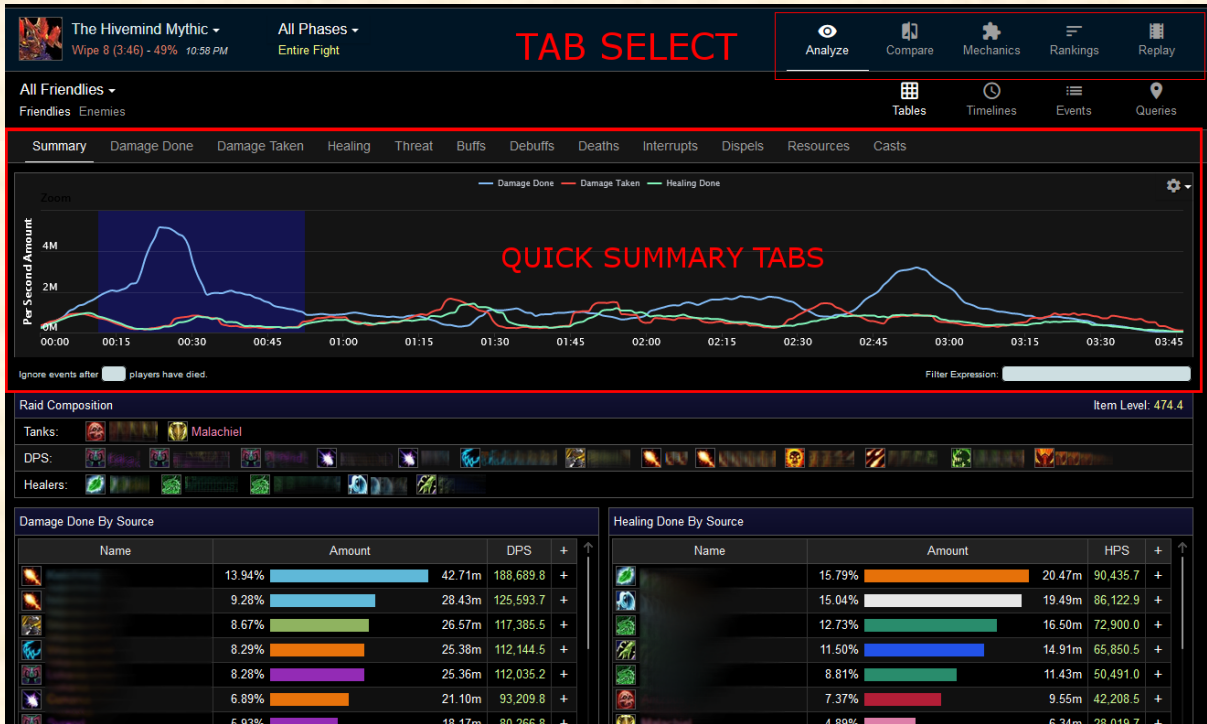 The Hivemind Mythic
All Phases
Wipe 8 (3:46) - 49% 10:58 PM
Entire Fight
TAB SELECT
Analyze Compare Mechanics Rankings Replay
All Friendlies
Friendlies Enemies
Tables Timelines Events Queries
Summary Damage Done Damage Taken Healing Threat Buffs Debuffs Deaths Interrupts Dispels Resources Casts
Damage Done Damage Taken Healing Done
Zoom
Per Second Amount
4M
2M
0M
QUICK SUMMARY TABS
00:00 00:15 00:30 00:45 01:00 01:15 01:30 01:45 02:00 02:15 02:30 02:45 03:00 03:15 03:30 03:45
Ignore events after players have died.
Filter Expression:
Raid Composition Item Level: 474.4
Tanks: Malachiel
DPS:
Healers:
Damage Done By Source
Name Amount DPS +
13.94% 42.71m 188,689.8 +
9.28% 28.43m 125,593.7 +
8.67% 26.57m 117,385.5 +
8.29% 25.38m 112,144.5 +
8.28% 25.36m 112,035.2 +
6.89% 21.10m 93,209.8 +
5.93% 18.17m 80,266.8 +
Healing Done By Source
Name Amount HPS +
15.79% 20.47m 90,435.7 +
15.04% 19.49m 86,122.9 +
12.73% 16.50m 72,900.0 +
11.50% 14.91m 65,850.5 +
8.81% 11.43m 50,491.0 +
7.37% 9.55m 42,208.5 +
4.89% 6.34m 28,019.7 +